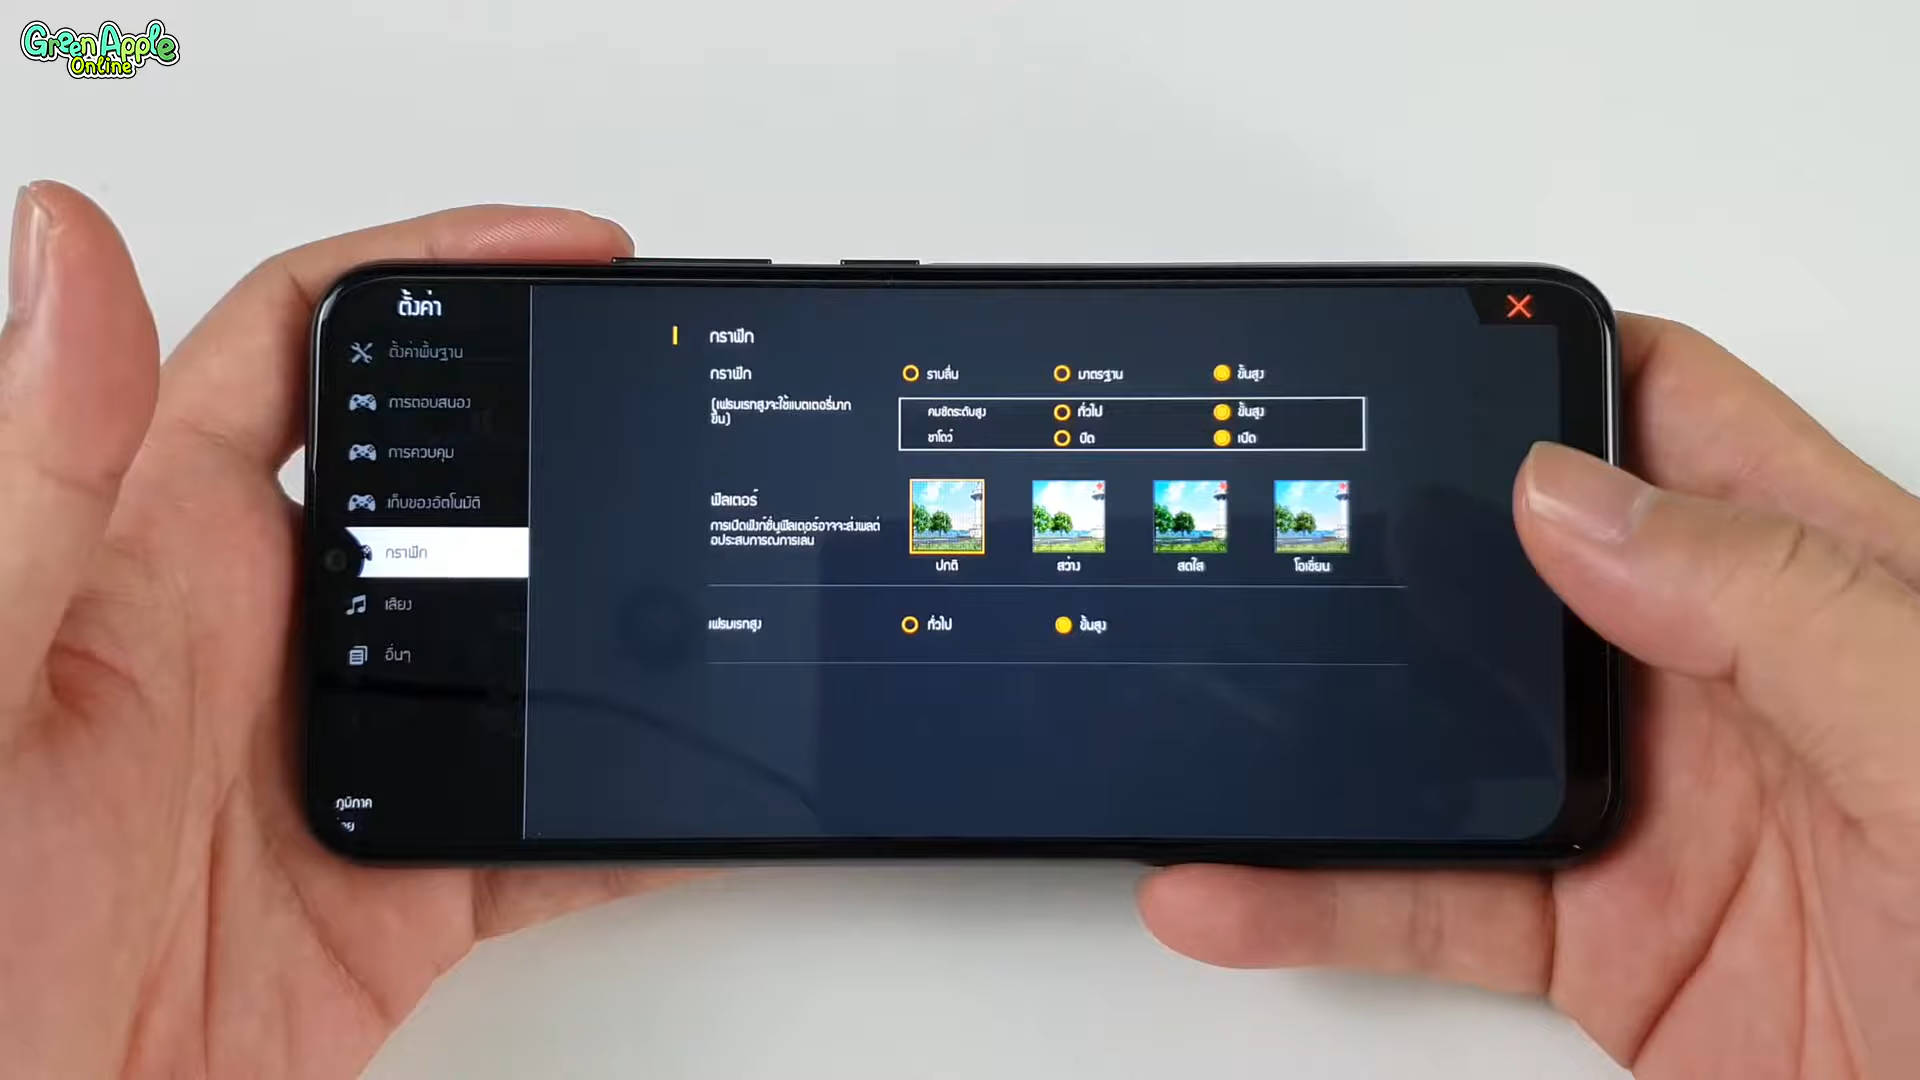 Green Apple
Online
ตั้งค่า
ตั้งค่าพื้นฐาน
การตอบสนอง
การควบคุม
เก็บของอัตโนมัติ
กราฟิก
เสียง
อื่นๆ
ภูมิภาค
กราฟิก
กราฟิก ราบลื่น มาตรฐาน ขั้นสูง
(เฟรมเรทสูงจะใช้แบตเตอรี่มาก
ขึ้น)
คมชัดระดับสูง ทั่วไป ขั้นสูง
ชาโดว์ ปิด เปิด
ฟิลเตอร์
การเปิดฟังก์ชั่นฟิลเตอร์อาจจะส่งผลต่
อประสบการณ์การเล่น
ปกติ สว่าง สดใส โอเชี่ยน
เฟรมเรทสูง ทั่วไป ขั้นสูง